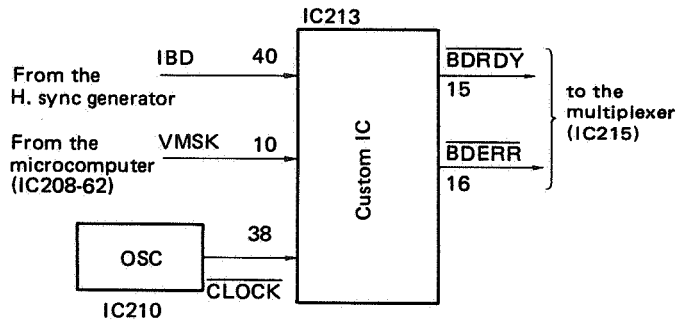 IC213
IBD 40
From the
H. sync generator
BDRDY
15
to the
multiplexer
(IC215)
From the
microcomputer
(IC208-62)
VMSK 10
BDERR
16
Custom IC
38
OSC
CLOCK
IC210